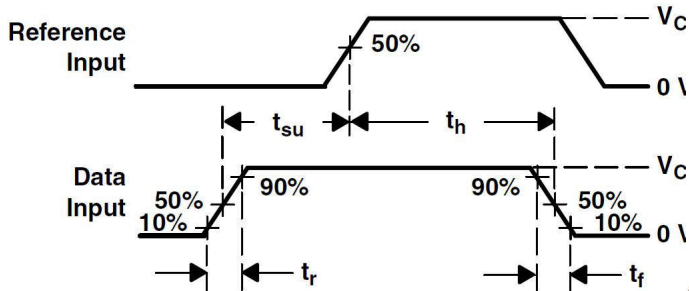 Reference
Input
50%
VC
0 V
tsu
th
Data
Input
50%
10%
90%
90%
50%
10%
VC
0 V
tr
tf